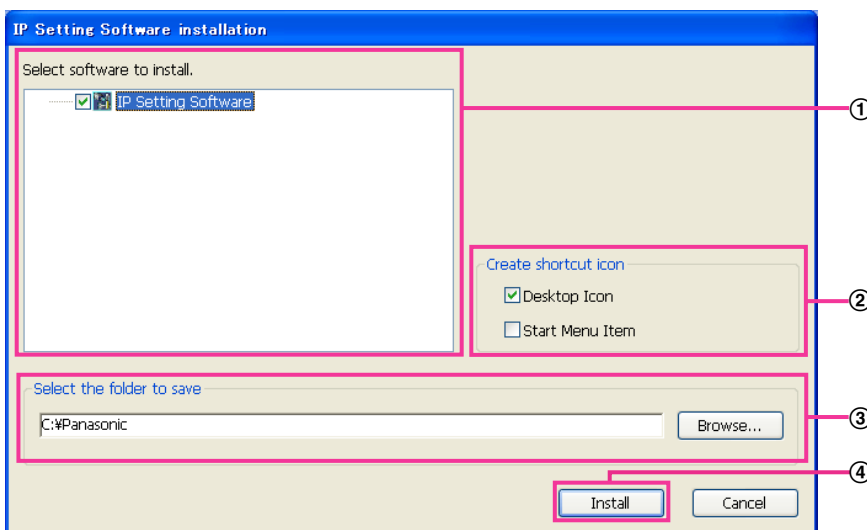 IP Setting Software installation
Select software to install.
IP Setting Software
①
Create shortcut icon
Desktop Icon
②
Start Menu Item
Select the folder to save
C:¥Panasonic
Browse...
③
④
Install
Cancel